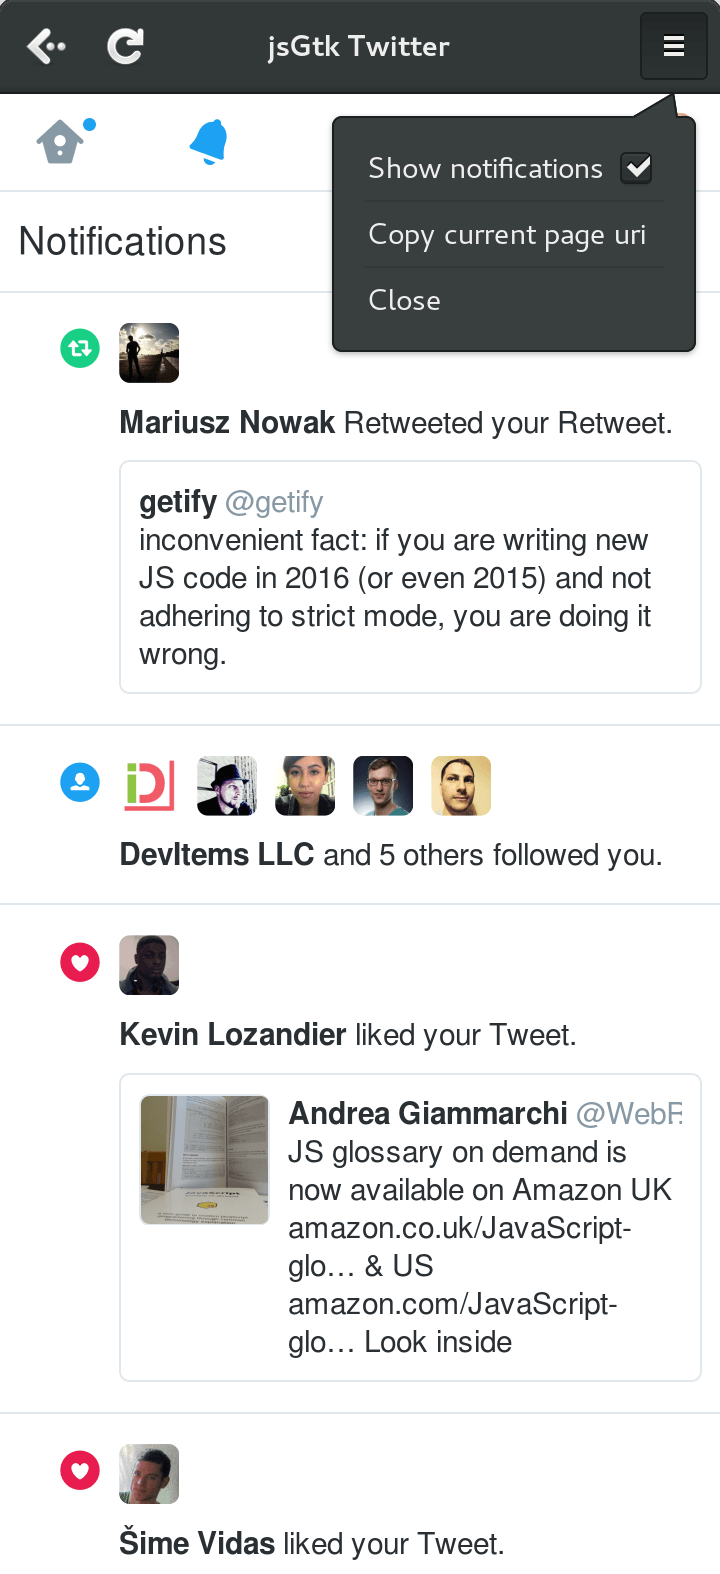 jsGtk Twitter
Show notifications
Copy current page uri
Close
Notifications
Mariusz Nowak Retweeted your Retweet.
getify @getify
inconvenient fact: if you are writing new
JS code in 2016 (or even 2015) and not
adhering to strict mode, you are doing it
wrong.
DevItems LLC and 5 others followed you.
Kevin Lozandier liked your Tweet.
Andrea Giammarchi @WebR
JS glossary on demand is
now available on Amazon UK
amazon.co.uk/JavaScript-
glo… & US
amazon.com/JavaScript-
glo… Look inside
JavaScript
Šime Vidas liked your Tweet.